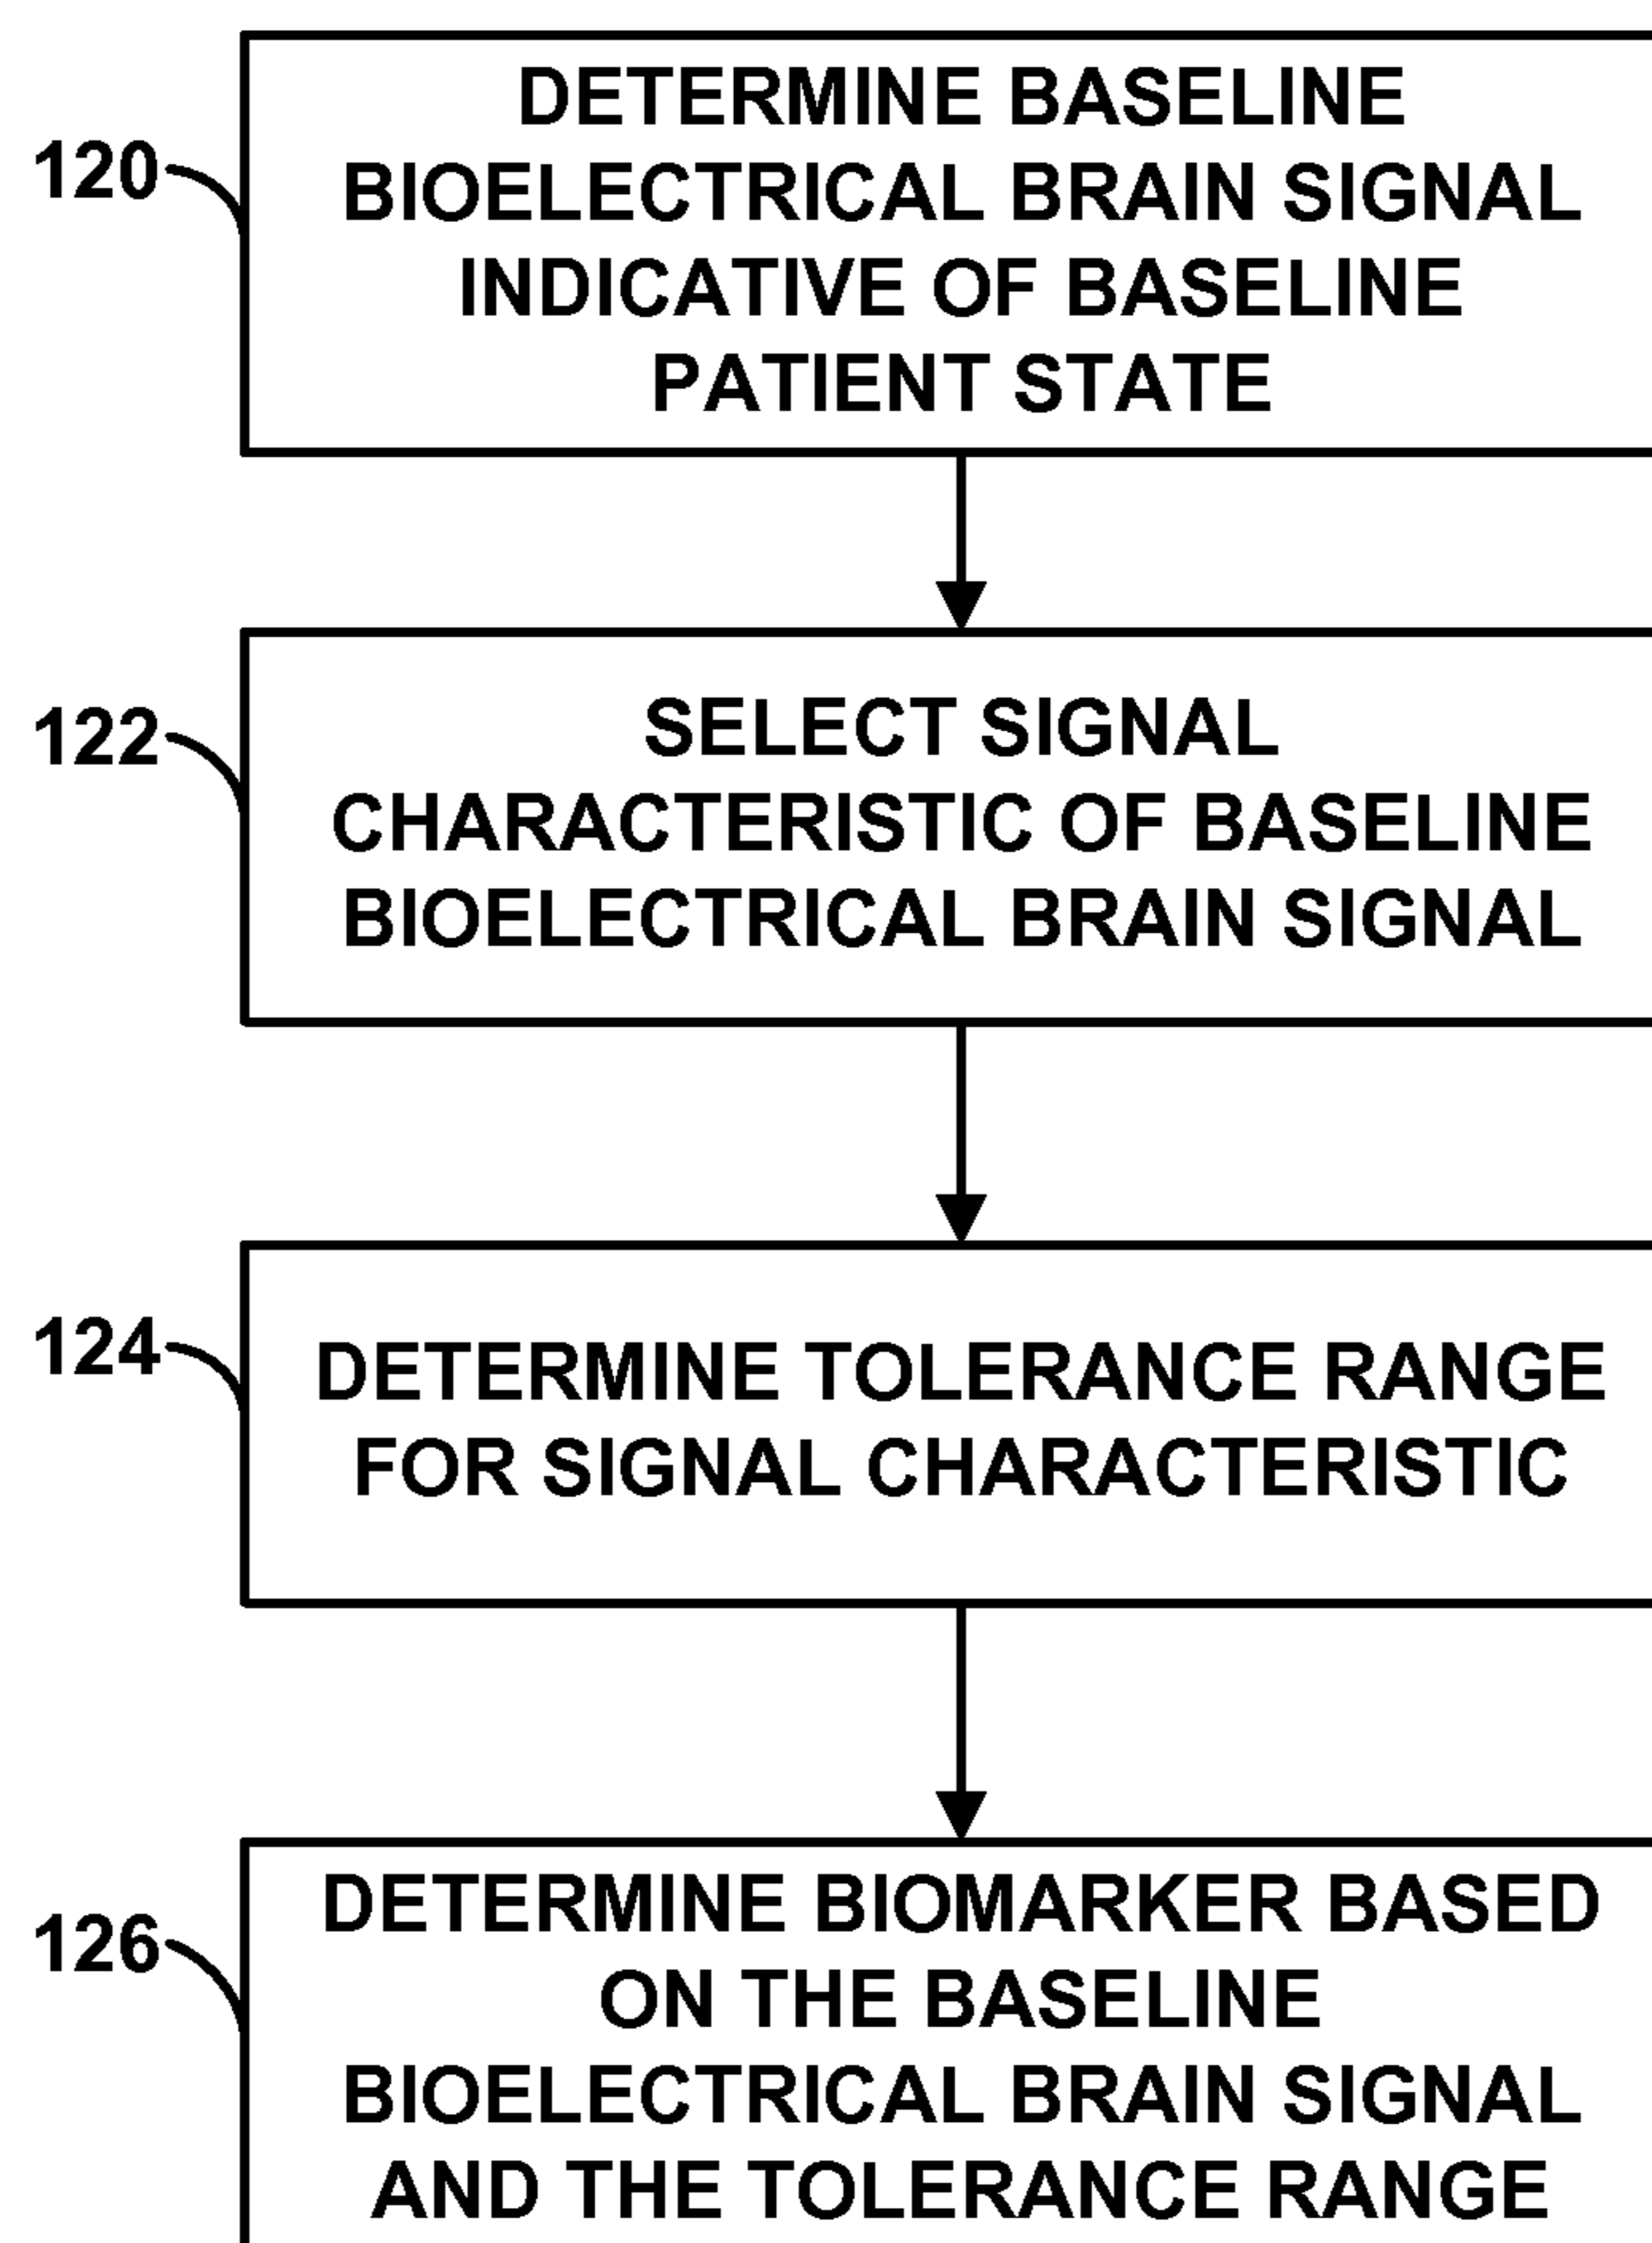 DETERMINE BASELINE
120
BIOELECTRICAL BRAIN SIGNAL
INDICATIVE OF BASELINE
PATIENT STATE
SELECT SIGNAL
122
CHARACTERISTIC OF BASELINE
BIOELECTRICAL BRAIN SIGNAL
124
DETERMINE TOLERANCE RANGE
FOR SIGNAL CHARACTERISTIC
DETERMINE BIOMARKER BASED
126
ON THE BASELINE
BIOELECTRICAL BRAIN SIGNAL
AND THE TOLERANCE RANGE